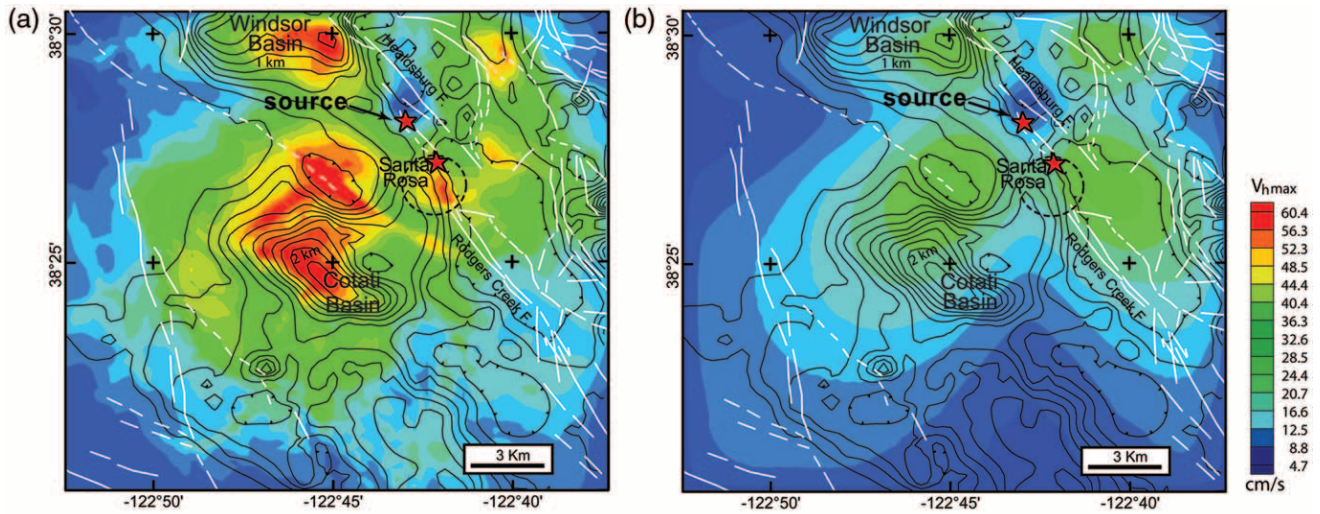 (a)
38°30'
38°25'
Windsor
Basin
1 km
Healdsburg F.
source
Santa
Rosa
2 km
Cotati
Basin
Rodgers Creek F.
3 Km
-122°50'
-122°45'
-122°40'
(b)
38°30'
38°25'
Windsor
Basin
1 km
Healdsburg F.
source
Santa
Rosa
2 km
Cotati
Basin
Rodgers Creek F.
3 Km
-122°50'
-122°45'
-122°40'
Vhmax
60.4
56.3
52.3
48.5
44.4
40.4
36.3
32.6
28.5
24.4
20.7
16.6
12.5
8.8
4.7
cm/s